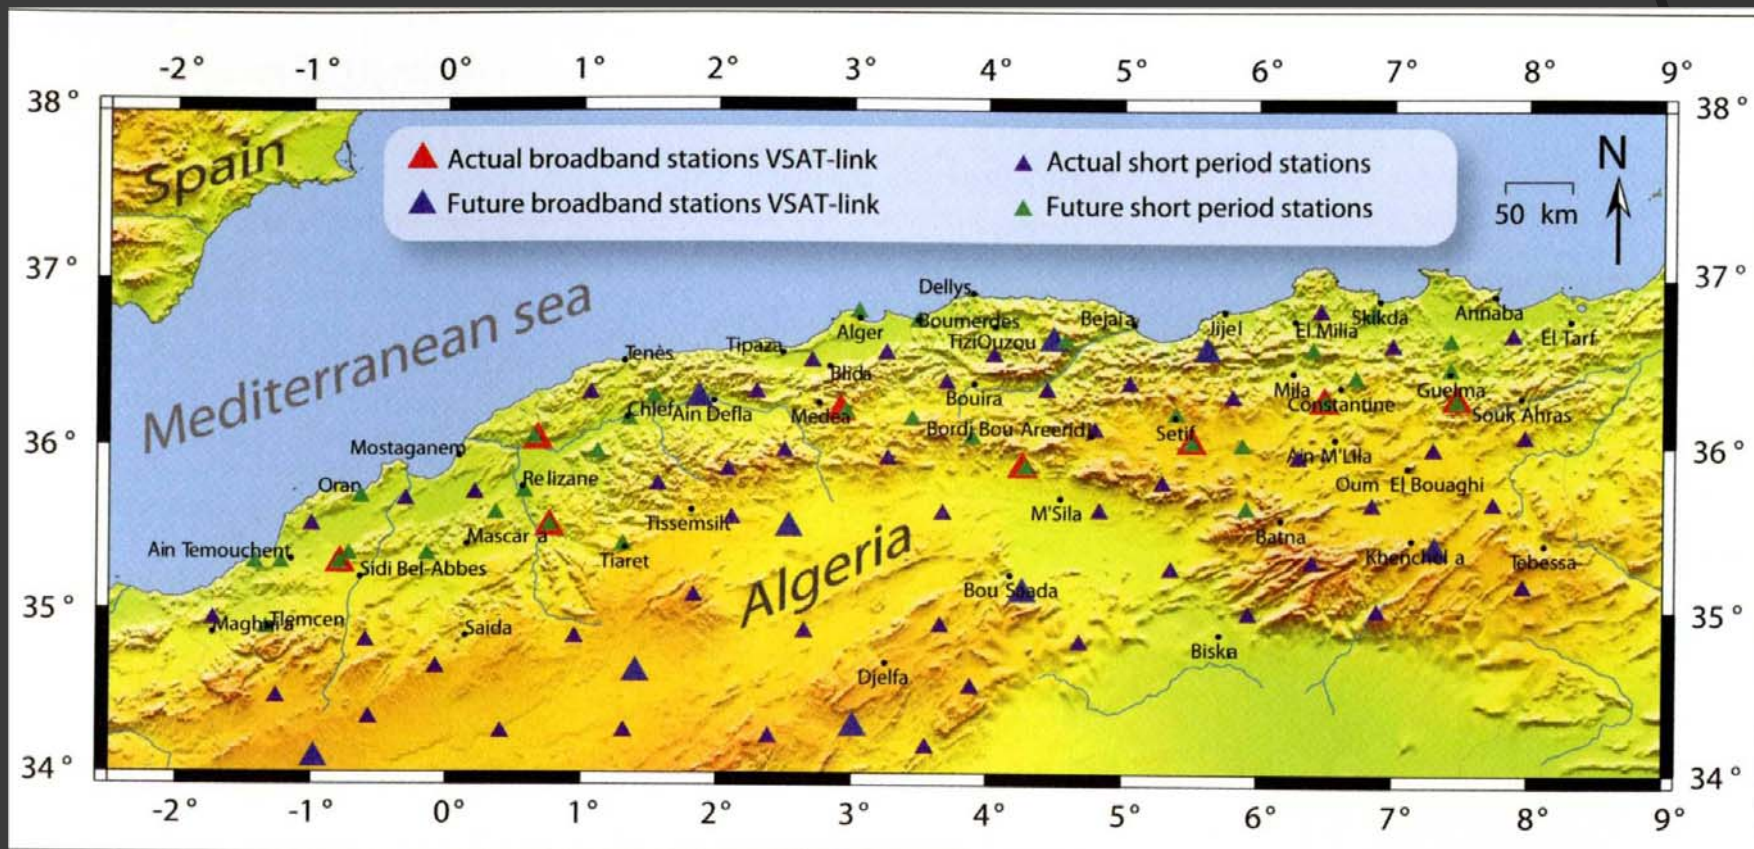 -2° -1° 0° 1° 2° 3° 4° 5° 6° 7° 8° 9°
38° 38°
Spain
Actual broadband stations VSAT-link
Actual short period stations
Future broadband stations VSAT-link
Future short period stations
N
50 km
37° 37°
Mediterranean sea
Dellys
Alger
Boumerdes
Bejaia
Jijel
El Milia
Skikda
Annaba
El Tarf
Tenès
Tipaza
TiziOuzou
Blida
Bouira
Mila
Constantine
Guelma
Souk Ahras
Chlef
Ain Defla
Medea
Bordj Bou Areeridj
Setif
36° 36°
Mostaganem
Ain M'Lila
Oran
Relizane
Oum El Bouaghi
Tissemsilt
M'Sila
Mascara
Batna
Ain Temouchent
Sidi Bel-Abbes
Tiaret
Algeria
Khenchela
Tebessa
Bou Saada
35° 35°
Maghnia
Tlemcen
Saida
Biskra
Djelfa
34° 34°
-2° -1° 0° 1° 2° 3° 4° 5° 6° 7° 8° 9°